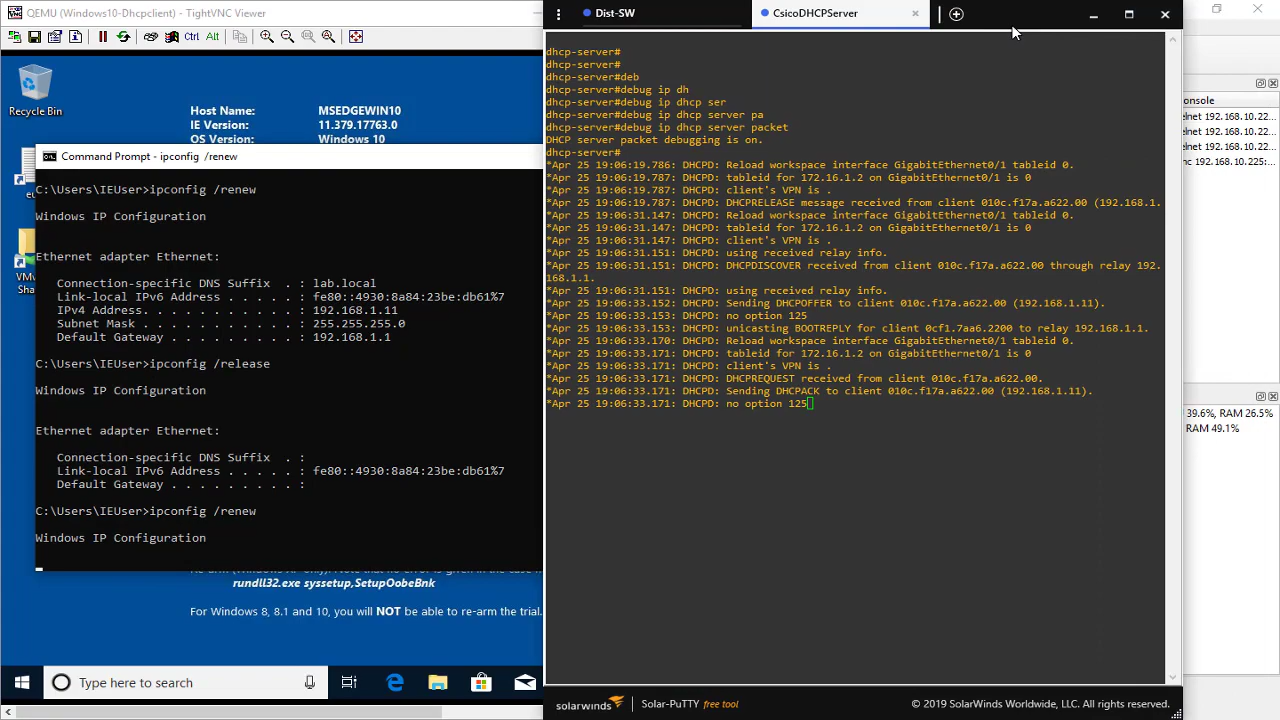 QEMU (Windows10-Dhcpclient) - TightVNC Viewer
Ctrl Alt
Recycle Bin
Host Name: MSEDGEWIN10
IE Version: 11.379.17763.0
OS Version: Windows 10
Command Prompt - ipconfig /renew
C:\Users\IEUser>ipconfig /renew
Windows IP Configuration
Ethernet adapter Ethernet:
Connection-specific DNS Suffix . : lab.local
Link-local IPv6 Address . . . . . : fe80::4930:8a84:23be:db61%7
IPv4 Address. . . . . . . . . . . : 192.168.1.11
Subnet Mask . . . . . . . . . . . : 255.255.255.0
Default Gateway . . . . . . . . . : 192.168.1.1
C:\Users\IEUser>ipconfig /release
Windows IP Configuration
Ethernet adapter Ethernet:
Connection-specific DNS Suffix . :
Link-local IPv6 Address . . . . . : fe80::4930:8a84:23be:db61%7
Default Gateway . . . . . . . . . :
C:\Users\IEUser>ipconfig /renew
Windows IP Configuration
rundll32.exe syssetup,SetupOobeBnk
For Windows 8, 8.1 and 10, you will NOT be able to re-arm the trial.
Type here to search
Dist-SW
CsicoDHCPServer
dhcp-server#
dhcp-server#
dhcp-server#deb
dhcp-server#debug ip dh
dhcp-server#debug ip dhcp ser
dhcp-server#debug ip dhcp server pa
dhcp-server#debug ip dhcp server packet
DHCP server packet debugging is on.
dhcp-server#
*Apr 25 19:06:19.786: DHCPD: Reload workspace interface GigabitEthernet0/1 tableid 0.
*Apr 25 19:06:19.787: DHCPD: tableid for 172.16.1.2 on GigabitEthernet0/1 is 0
*Apr 25 19:06:19.787: DHCPD: client's VPN is .
*Apr 25 19:06:19.787: DHCPD: DHCPRELEASE message received from client 010c.f17a.a622.00 (192.168.1.
*Apr 25 19:06:31.147: DHCPD: Reload workspace interface GigabitEthernet0/1 tableid 0.
*Apr 25 19:06:31.147: DHCPD: tableid for 172.16.1.2 on GigabitEthernet0/1 is 0
*Apr 25 19:06:31.147: DHCPD: client's VPN is .
*Apr 25 19:06:31.151: DHCPD: using received relay info.
*Apr 25 19:06:31.151: DHCPD: DHCPDISCOVER received from client 010c.f17a.a622.00 through relay 192.
168.1.1.
*Apr 25 19:06:31.151: DHCPD: using received relay info.
*Apr 25 19:06:33.152: DHCPD: Sending DHCPOFFER to client 010c.f17a.a622.00 (192.168.1.11).
*Apr 25 19:06:33.153: DHCPD: no option 125
*Apr 25 19:06:33.153: DHCPD: unicasting BOOTREPLY for client 0cf1.7aa6.2200 to relay 192.168.1.1.
*Apr 25 19:06:33.170: DHCPD: Reload workspace interface GigabitEthernet0/1 tableid 0.
*Apr 25 19:06:33.171: DHCPD: tableid for 172.16.1.2 on GigabitEthernet0/1 is 0
*Apr 25 19:06:33.171: DHCPD: client's VPN is .
*Apr 25 19:06:33.171: DHCPD: DHCPREQUEST received from client 010c.f17a.a622.00.
*Apr 25 19:06:33.171: DHCPD: Sending DHCPACK to client 010c.f17a.a622.00 (192.168.1.11).
*Apr 25 19:06:33.171: DHCPD: no option 125
solarwinds Solar-PuTTY free tool
© 2019 SolarWinds Worldwide, LLC. All rights reserved.
onsole
elnet 192.168.10.22...
elnet 192.168.10.22...
nc 192.168.10.225:...
39.6%, RAM 26.5%
RAM 49.1%